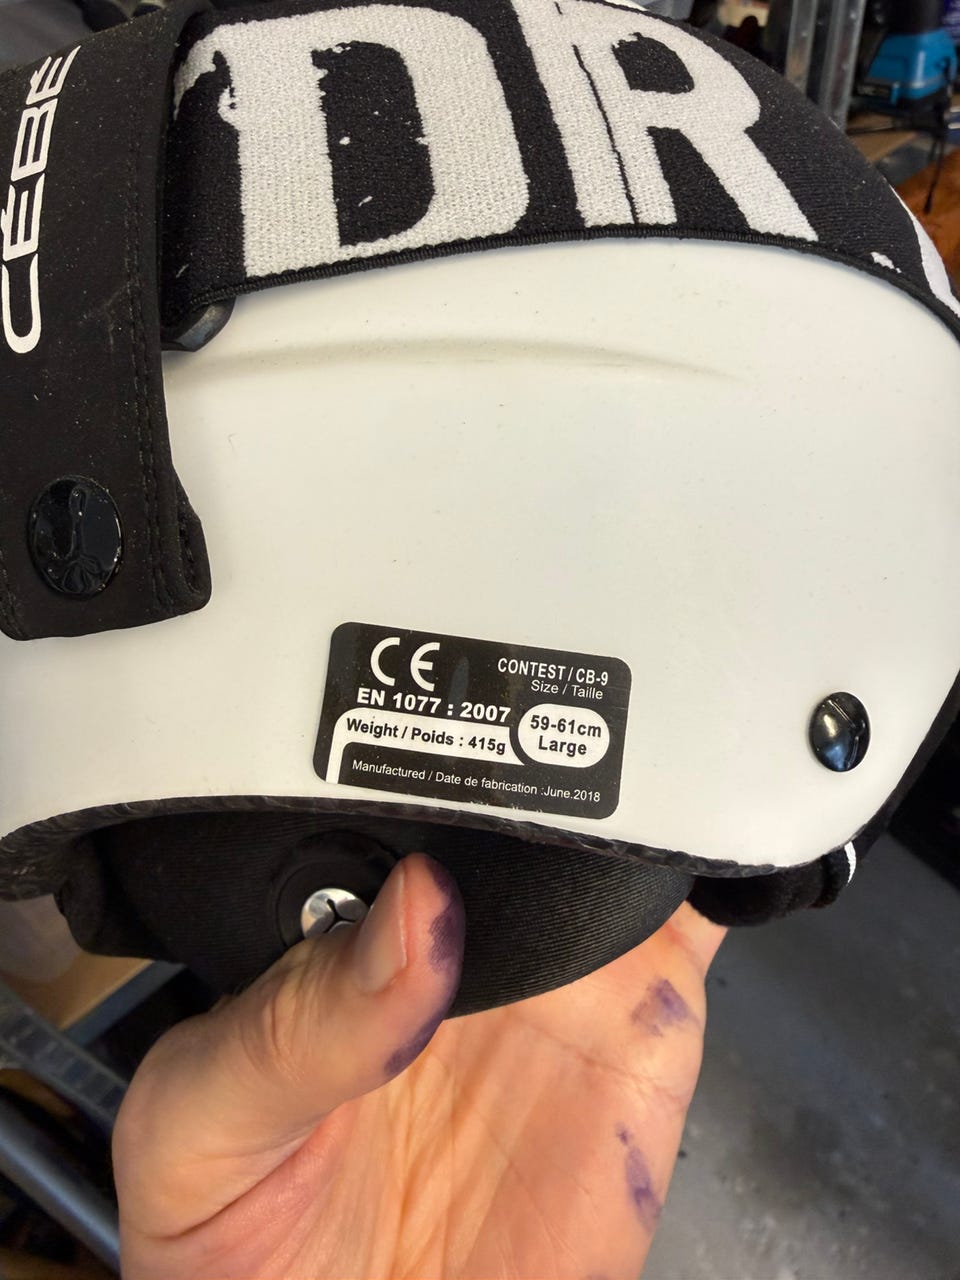 CÉBÉ
DR
CE
CONTEST / CB-9
Size / Taille
EN 1077 : 2007
59-61cm
Large
Weight / Poids : 415g
Manufactured / Date de fabrication :June.2018